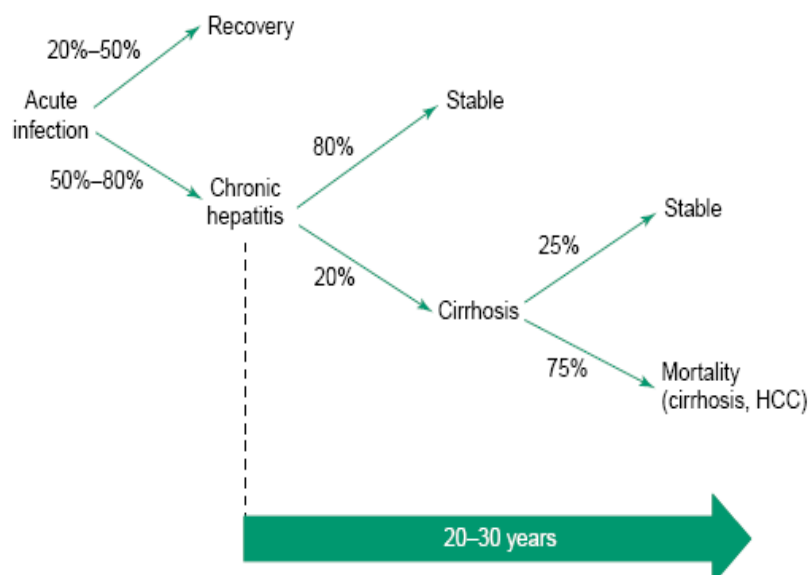 Recovery
20%–50%
Acute
infection
50%–80%
Chronic
hepatitis
80%
Stable
20%
Cirrhosis
25%
Stable
75%
Mortality
(cirrhosis, HCC)
20–30 years